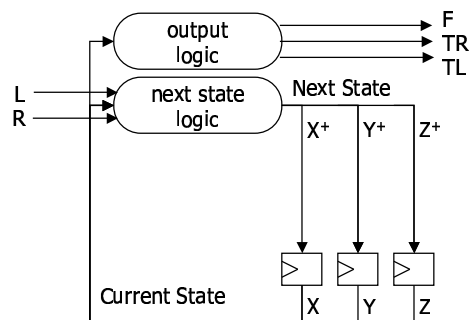 output
logic
F
TR
TL
L
R
next state
logic
Next State
X+
Y+
Z+
Current State
X
Y
Z